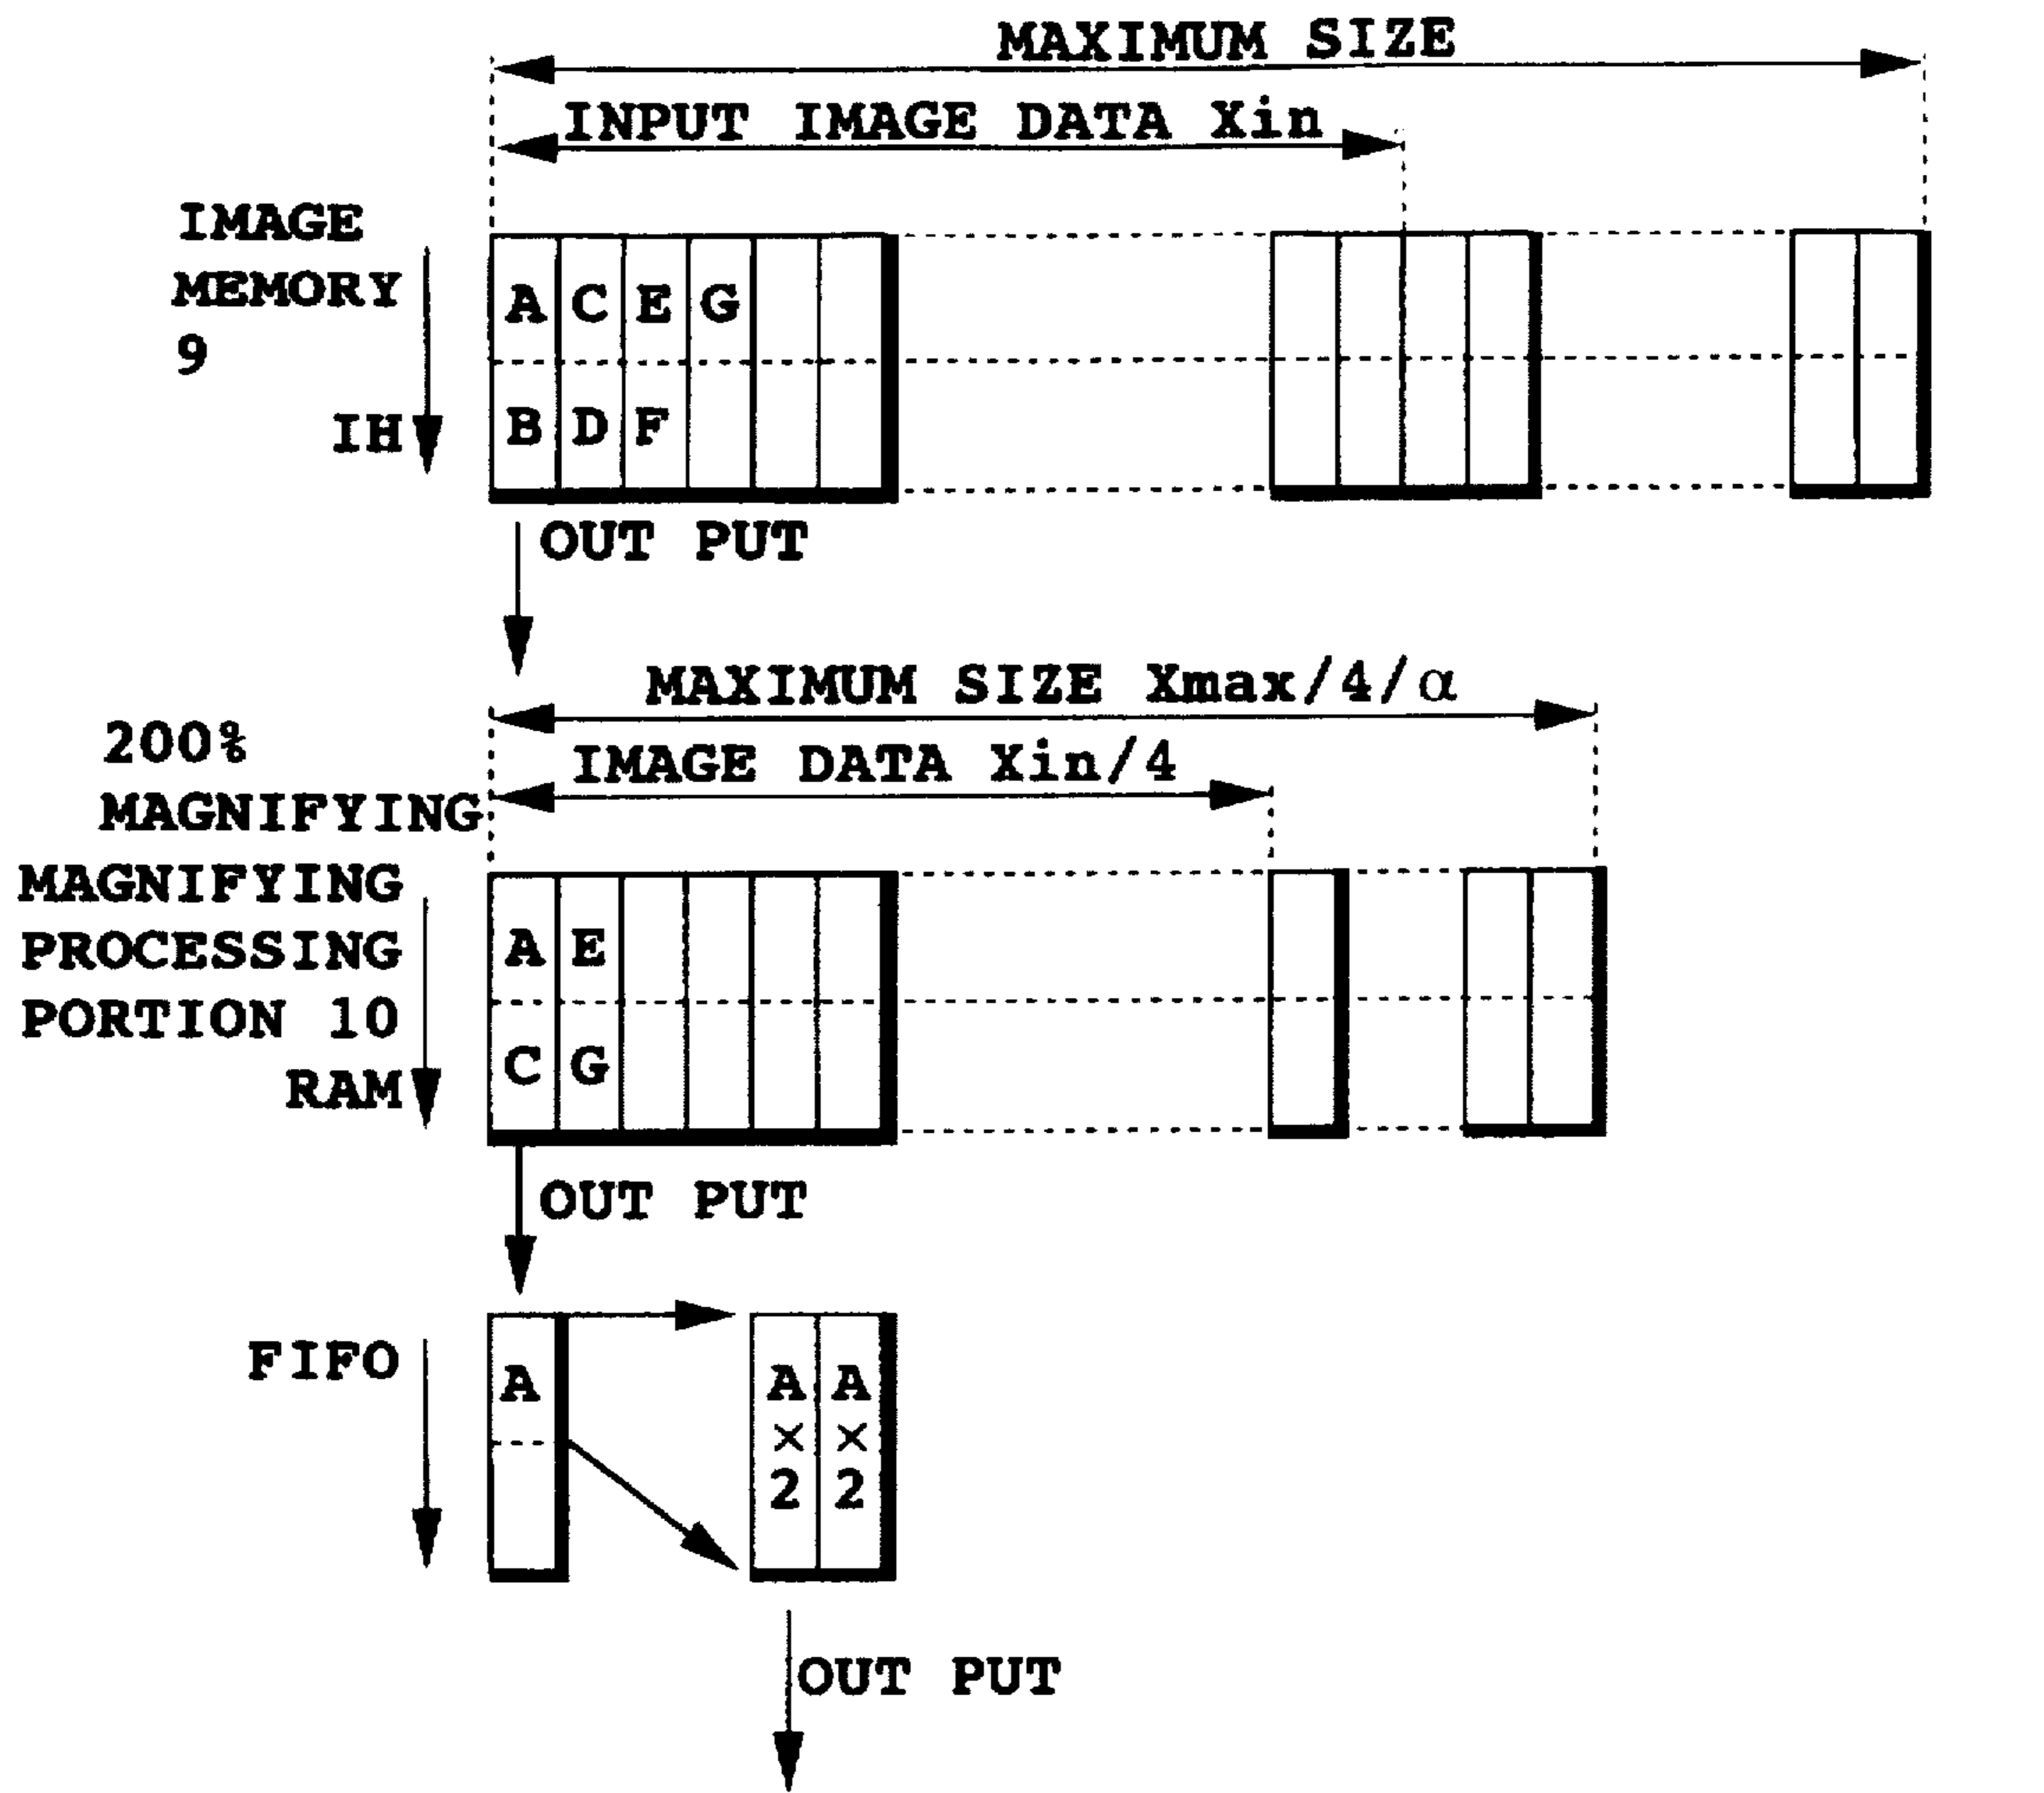 MAXIMUM SIZE
INPUT IMAGE DATA Xin
IMAGE
MEMORY
9
IH
A C E G
B D F
OUT PUT
MAXIMUM SIZE Xmax/4/α
IMAGE DATA Xin/4
200%
MAGNIFYING
MAGNIFYING
PROCESSING
PORTION 10
RAM
A E
C G
OUT PUT
FIFO
A
A A
× ×
2 2
OUT PUT